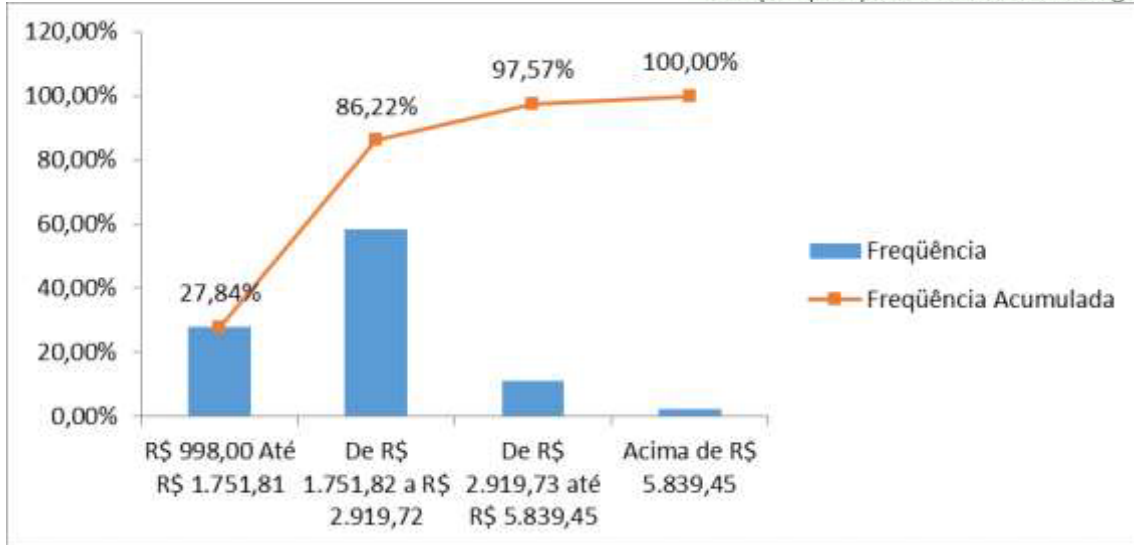 120,00%
100,00%
80,00%
60,00%
40,00%
20,00%
0,00%
27,84%
86,22%
97,57%
100,00%
R$ 998,00 Até
R$ 1.751,81
De R$
1.751,82 a R$
2.919,72
De R$
2.919,73 até
R$ 5.839,45
Acima de R$
5.839,45
Freqüência
Freqüência Acumulada